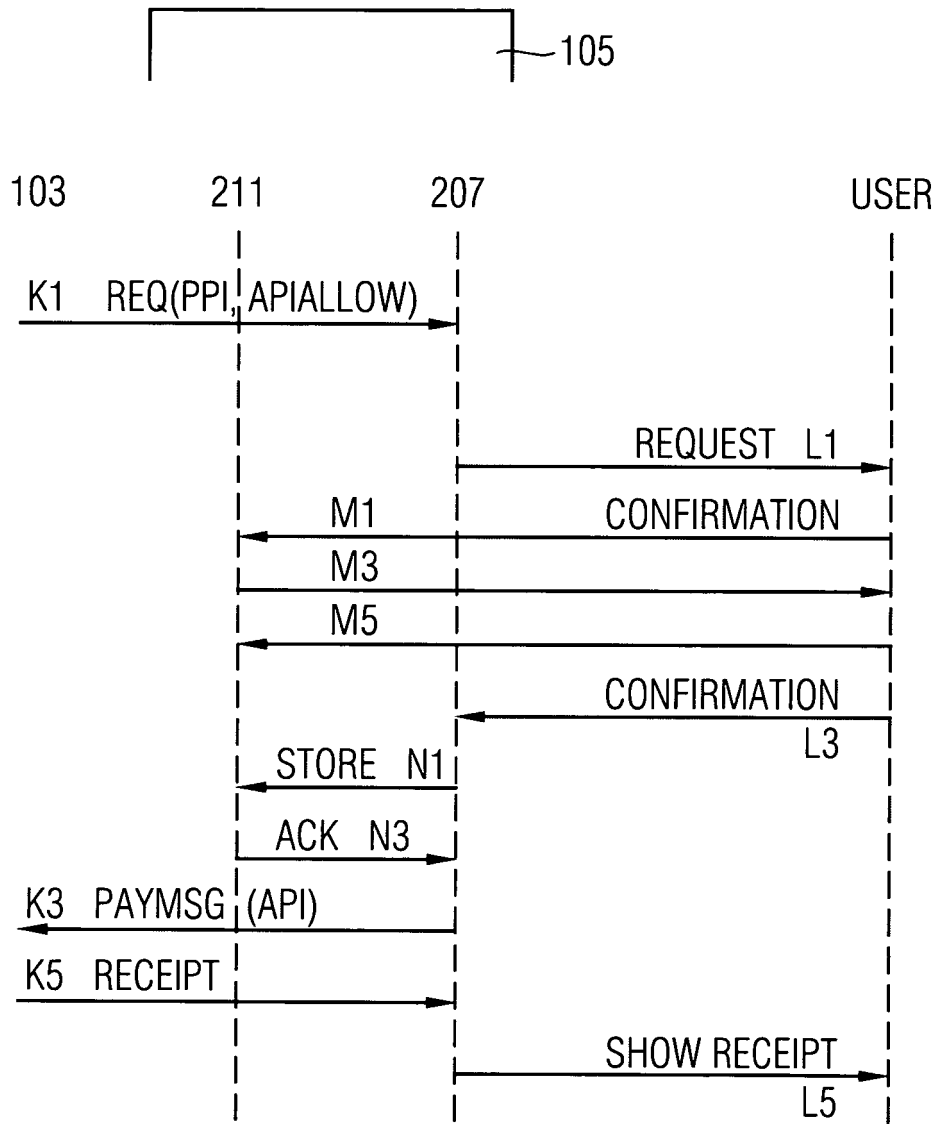 105
103 211 207 USER
K1 REQ(PPI, APIALLOW)
REQUEST L1
M1 CONFIRMATION
M3
M5
CONFIRMATION
L3
STORE N1
ACK N3
K3 PAYMSG (API)
K5 RECEIPT
SHOW RECEIPT
L5